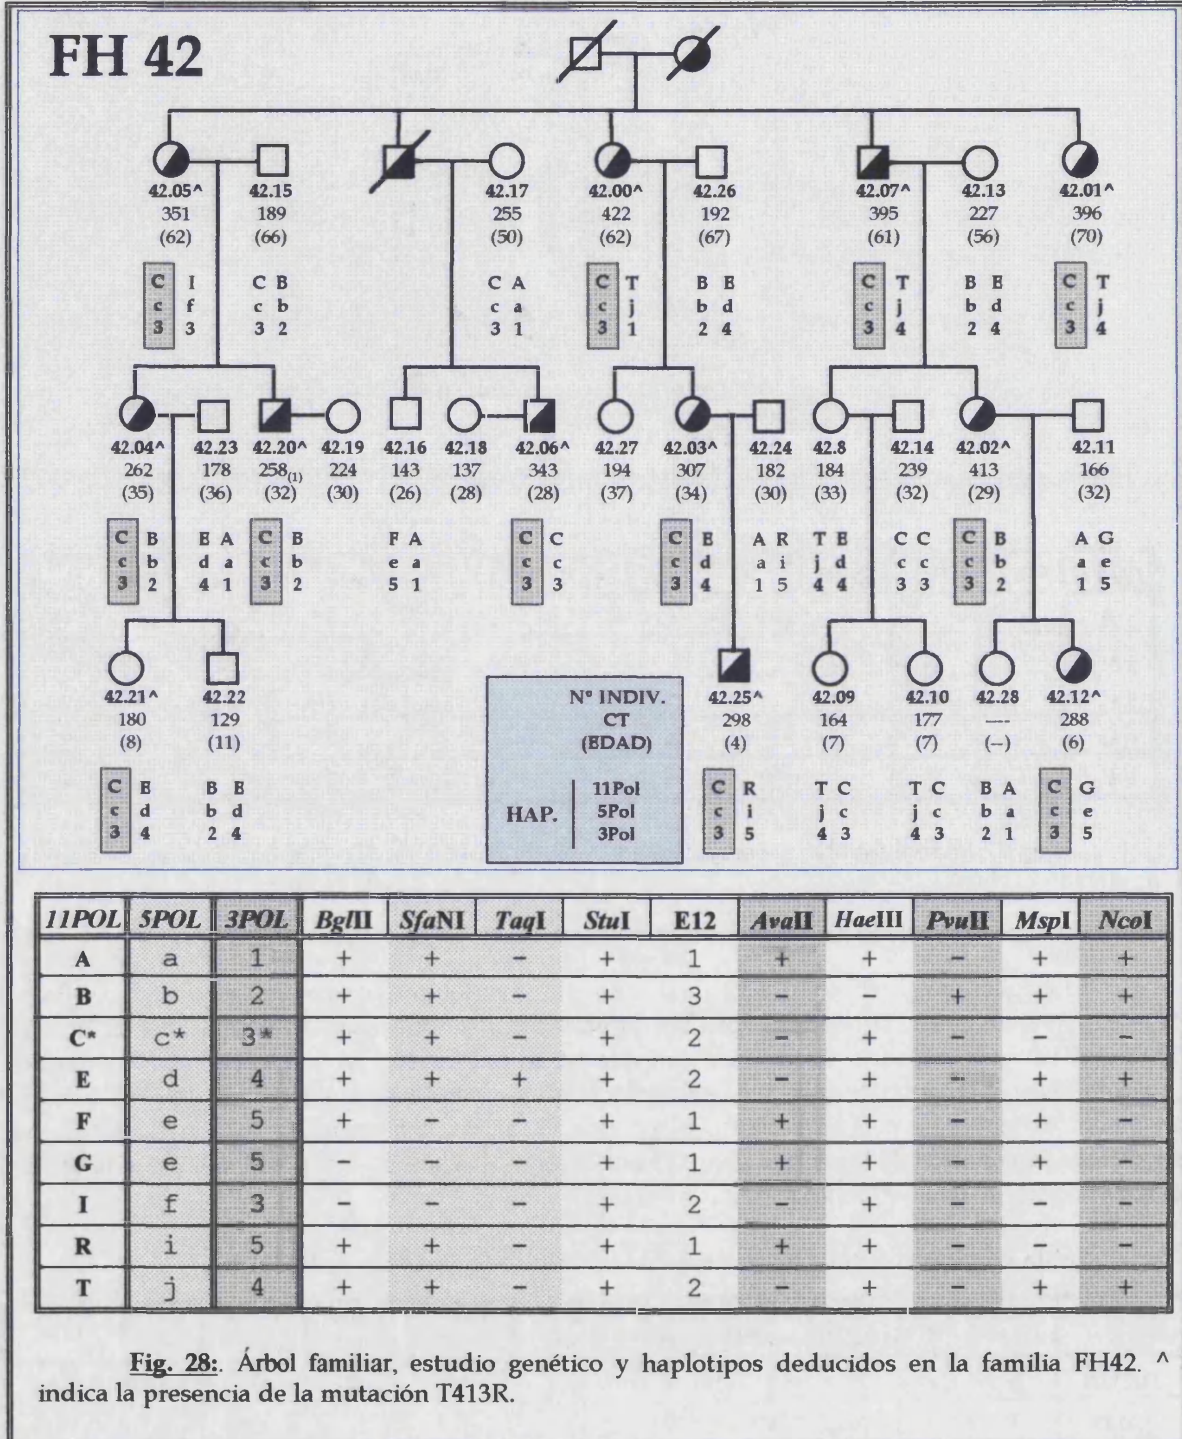 FH 42
42.05^ 42.15 42.17 42.00^ 42.26 42.07^ 42.13 42.01^
351 189 255 422 192 395 227 396
(62) (66) (50) (62) (67) (61) (56) (70)
C I C B C A C T B E C T B E C T
c f c b c a c j b d c j b d c j
3 3 3 2 3 1 3 1 2 4 3 4 2 4 3 4
42.04^ 42.23 42.20^ 42.19 42.16 42.18 42.06^ 42.27 42.03^ 42.24 42.8 42.14 42.02^ 42.11
262 178 258(1) 224 143 137 343 194 307 182 184 239 413 166
(35) (36) (32) (30) (26) (28) (28) (37) (34) (30) (33) (32) (29) (32)
C B E A C B F A C C C E A R T E C C C B A G
c b d a c b e a c c c d a i j d c c c b a e
3 2 4 1 3 2 5 1 3 3 3 4 1 5 4 4 3 3 3 2 1 5
42.21^ 42.22 42.25^ 42.09 42.10 42.28 42.12^
180 129 298 164 177 ---- 288
(8) (11) (4) (7) (7) (--) (6)
C E B E C R T C T C B A C G
c d b d c i j c j c b a c e
3 4 2 4 3 5 4 3 4 3 2 1 3 5
Nº INDIV.
CT
(EDAD)
HAP.
11Pol
5Pol
3Pol
11POL 5POL 3POL BglII SfaNI TaqI StuI E12 AvaII HaeIII PvuII MspI NcoI
A a 1 + + - + 1 + + - + +
B b 2 + + - + 3 - - + + +
C* c* 3* + + - + 2 - + - - -
E d 4 + + + + 2 - + - + +
F e 5 + - - + 1 + + - + -
G e 5 - - - + 1 + + - + -
I f 3 - - - + 2 - + - - -
R i 5 + + - + 1 + + - - -
T j 4 + + - + 2 - + - + +
Fig. 28:. Árbol familiar, estudio genético y haplotipos deducidos en la familia FH42. ^
indica la presencia de la mutación T413R.